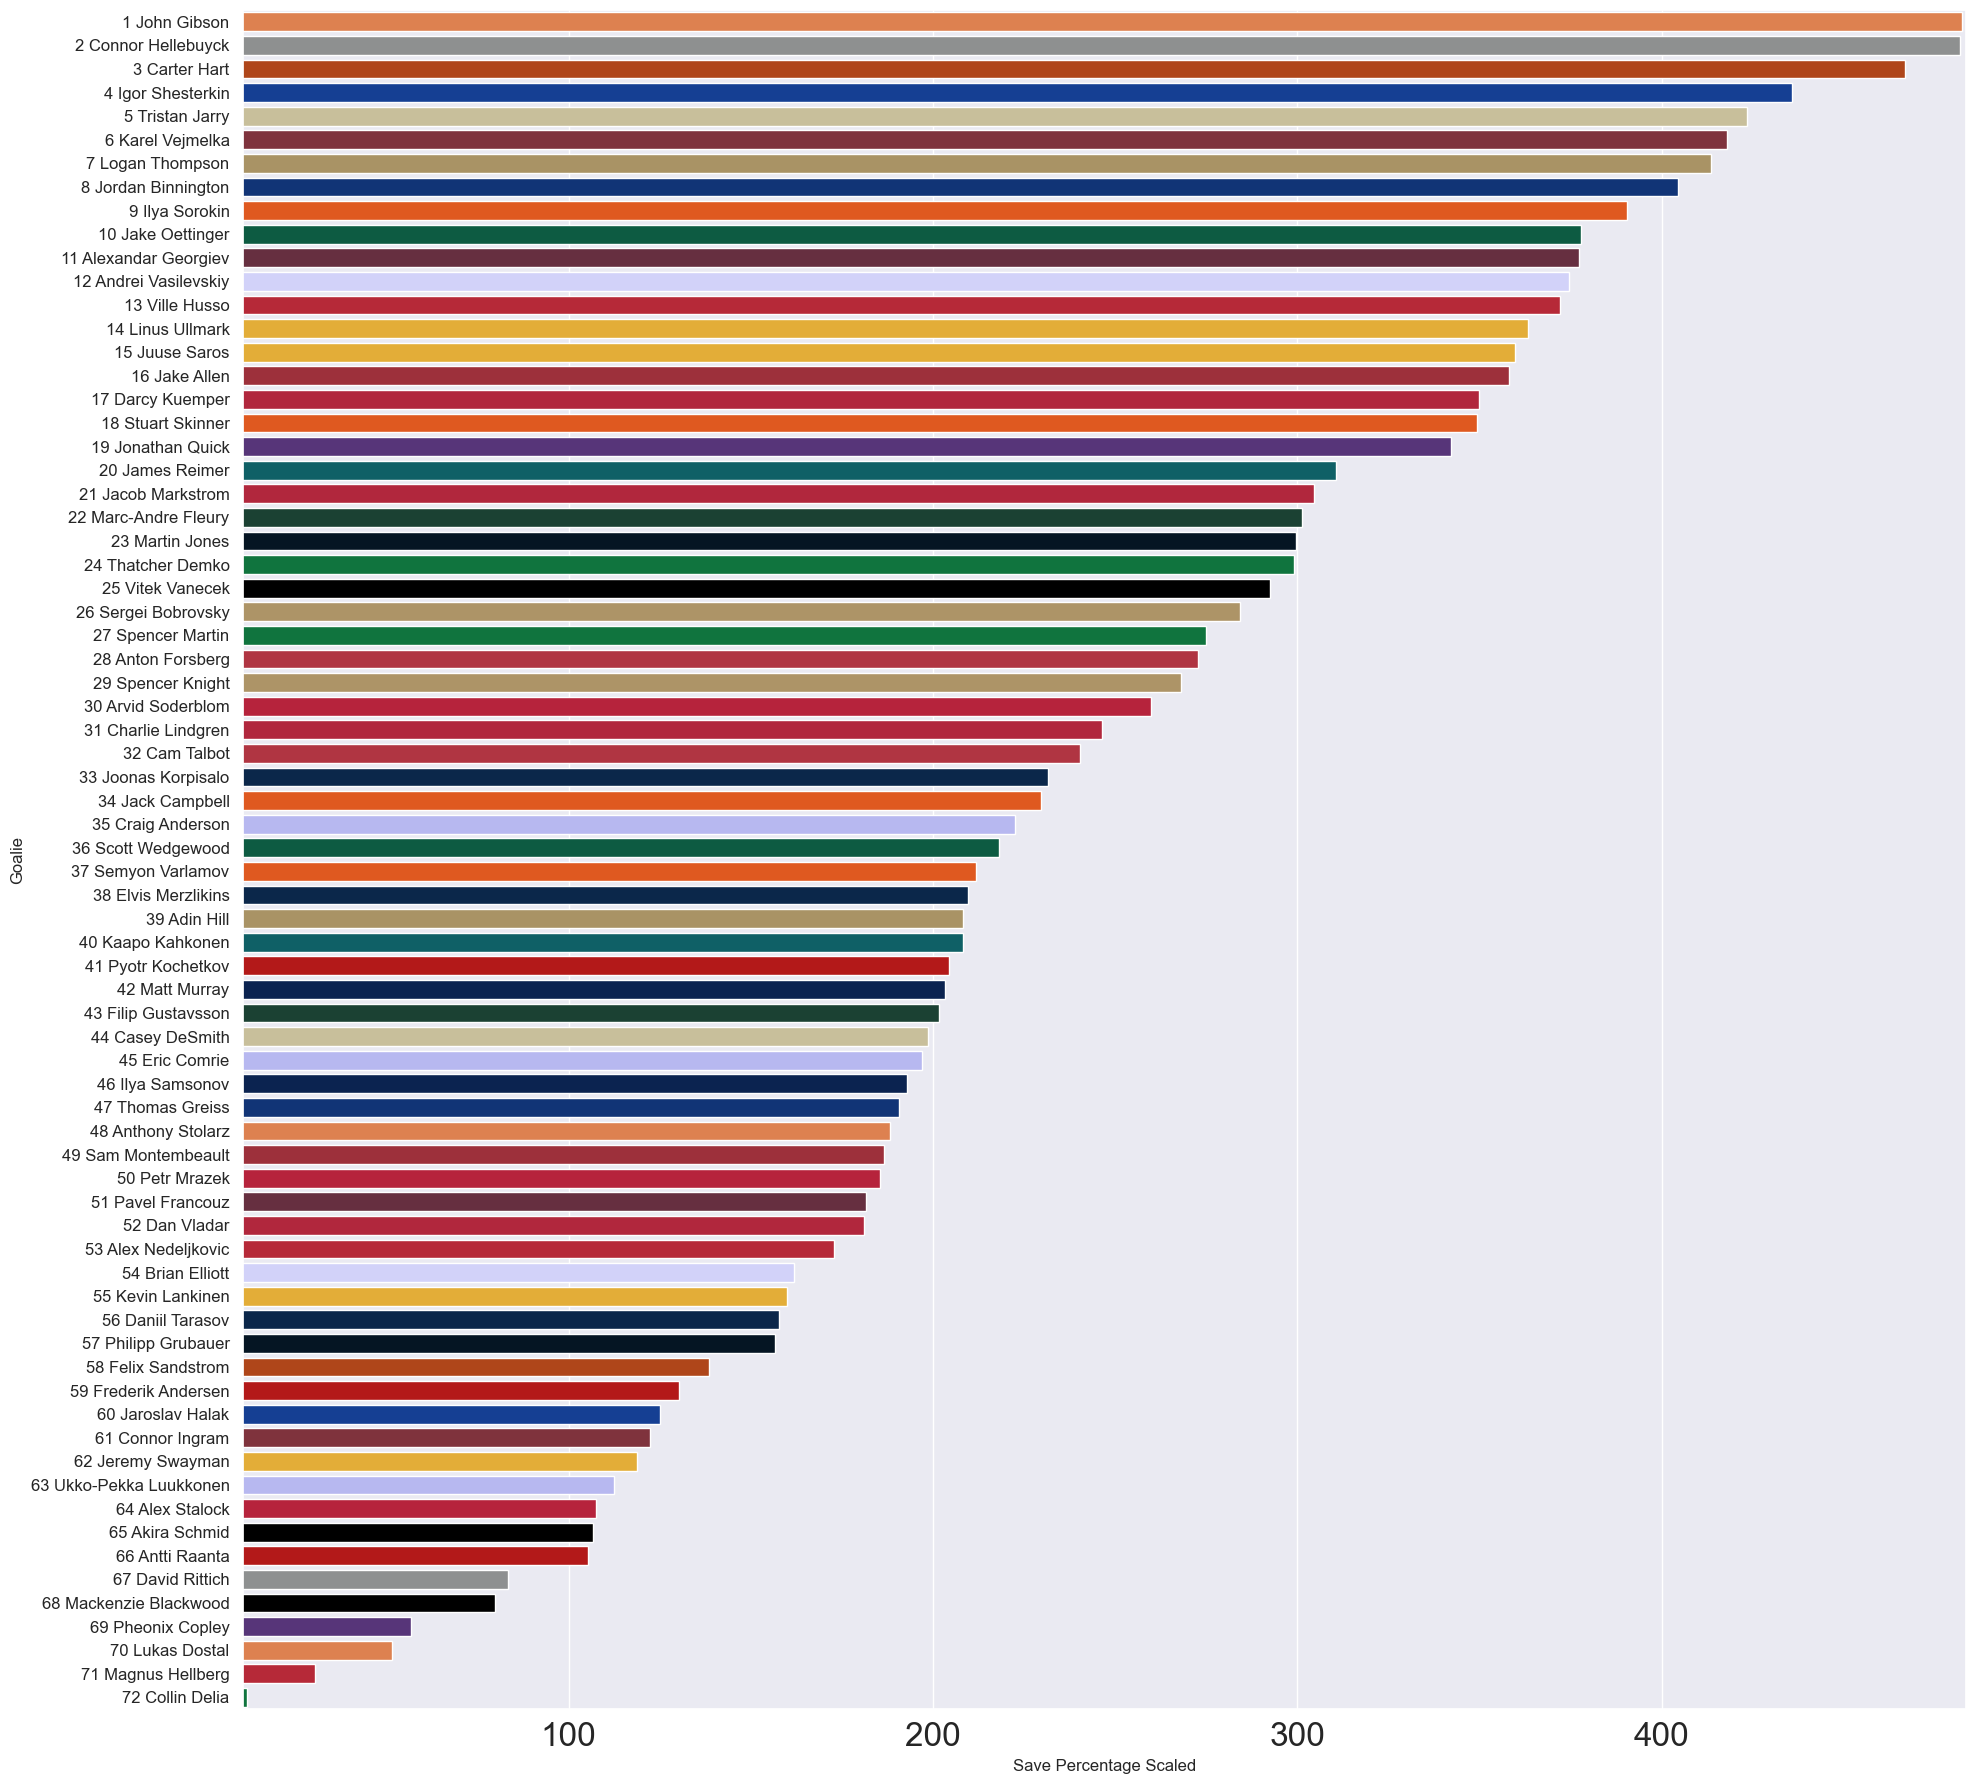 1 John Gibson
2 Connor Hellebuyck
3 Carter Hart
4 Igor Shesterkin
5 Tristan Jarry
6 Karel Vejmelka
7 Logan Thompson
8 Jordan Binnington
9 Ilya Sorokin
10 Jake Oettinger
11 Alexandar Georgiev
12 Andrei Vasilevskiy
13 Ville Husso
14 Linus Ullmark
15 Juuse Saros
16 Jake Allen
17 Darcy Kuemper
18 Stuart Skinner
19 Jonathan Quick
20 James Reimer
21 Jacob Markstrom
22 Marc-Andre Fleury
23 Martin Jones
24 Thatcher Demko
25 Vitek Vanecek
26 Sergei Bobrovsky
27 Spencer Martin
28 Anton Forsberg
29 Spencer Knight
30 Arvid Soderblom
31 Charlie Lindgren
32 Cam Talbot
33 Joonas Korpisalo
34 Jack Campbell
35 Craig Anderson
36 Scott Wedgewood
37 Semyon Varlamov
38 Elvis Merzlikins
39 Adin Hill
40 Kaapo Kahkonen
41 Pyotr Kochetkov
42 Matt Murray
43 Filip Gustavsson
44 Casey DeSmith
45 Eric Comrie
46 Ilya Samsonov
47 Thomas Greiss
48 Anthony Stolarz
49 Sam Montembeault
50 Petr Mrazek
51 Pavel Francouz
52 Dan Vladar
53 Alex Nedeljkovic
54 Brian Elliott
55 Kevin Lankinen
56 Daniil Tarasov
57 Philipp Grubauer
58 Felix Sandstrom
59 Frederik Andersen
60 Jaroslav Halak
61 Connor Ingram
62 Jeremy Swayman
63 Ukko-Pekka Luukkonen
64 Alex Stalock
65 Akira Schmid
66 Antti Raanta
67 David Rittich
68 Mackenzie Blackwood
69 Pheonix Copley
70 Lukas Dostal
71 Magnus Hellberg
72 Collin Delia
Goalie
100 200 300 400
Save Percentage Scaled